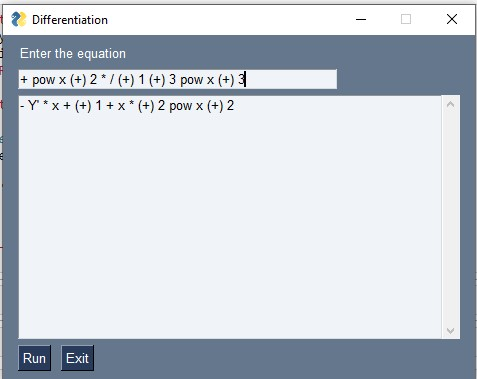 Differentiation
Enter the equation
+ pow x (+) 2 * / (+) 1 (+) 3 pow x (+) 3
- Y' * x + (+) 1 + x * (+) 2 pow x (+) 2
Run Exit